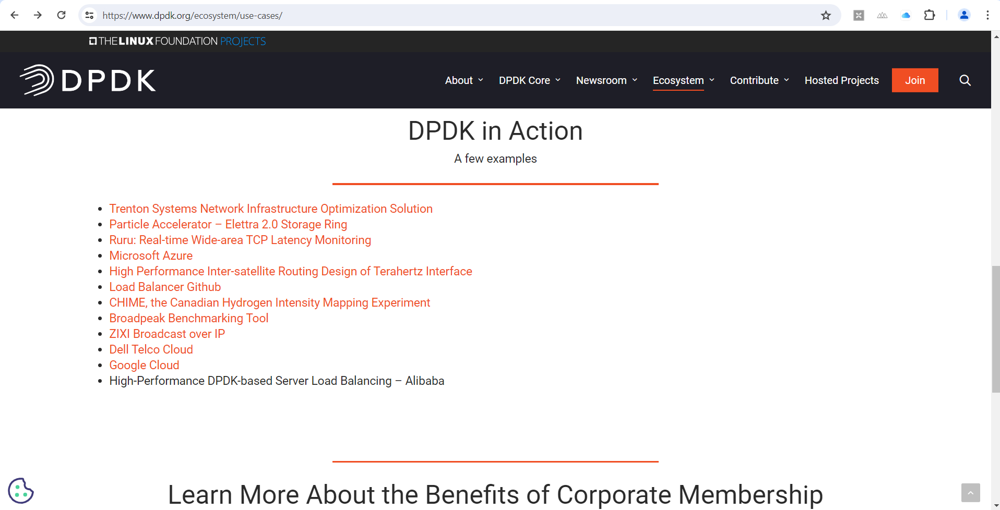 https://www.dpdk.org/ecosystem/use-cases/
THE LINUX FOUNDATION PROJECTS
DPDK
About DPDK Core Newsroom Ecosystem Contribute Hosted Projects Join
DPDK in Action
A few examples
Trenton Systems Network Infrastructure Optimization Solution
Particle Accelerator – Elettra 2.0 Storage Ring
Ruru: Real-time Wide-area TCP Latency Monitoring
Microsoft Azure
High Performance Inter-satellite Routing Design of Terahertz Interface
Load Balancer Github
CHIME, the Canadian Hydrogen Intensity Mapping Experiment
Broadpeak Benchmarking Tool
ZIXI Broadcast over IP
Dell Telco Cloud
Google Cloud
High-Performance DPDK-based Server Load Balancing – Alibaba
Learn More About the Benefits of Corporate Membership